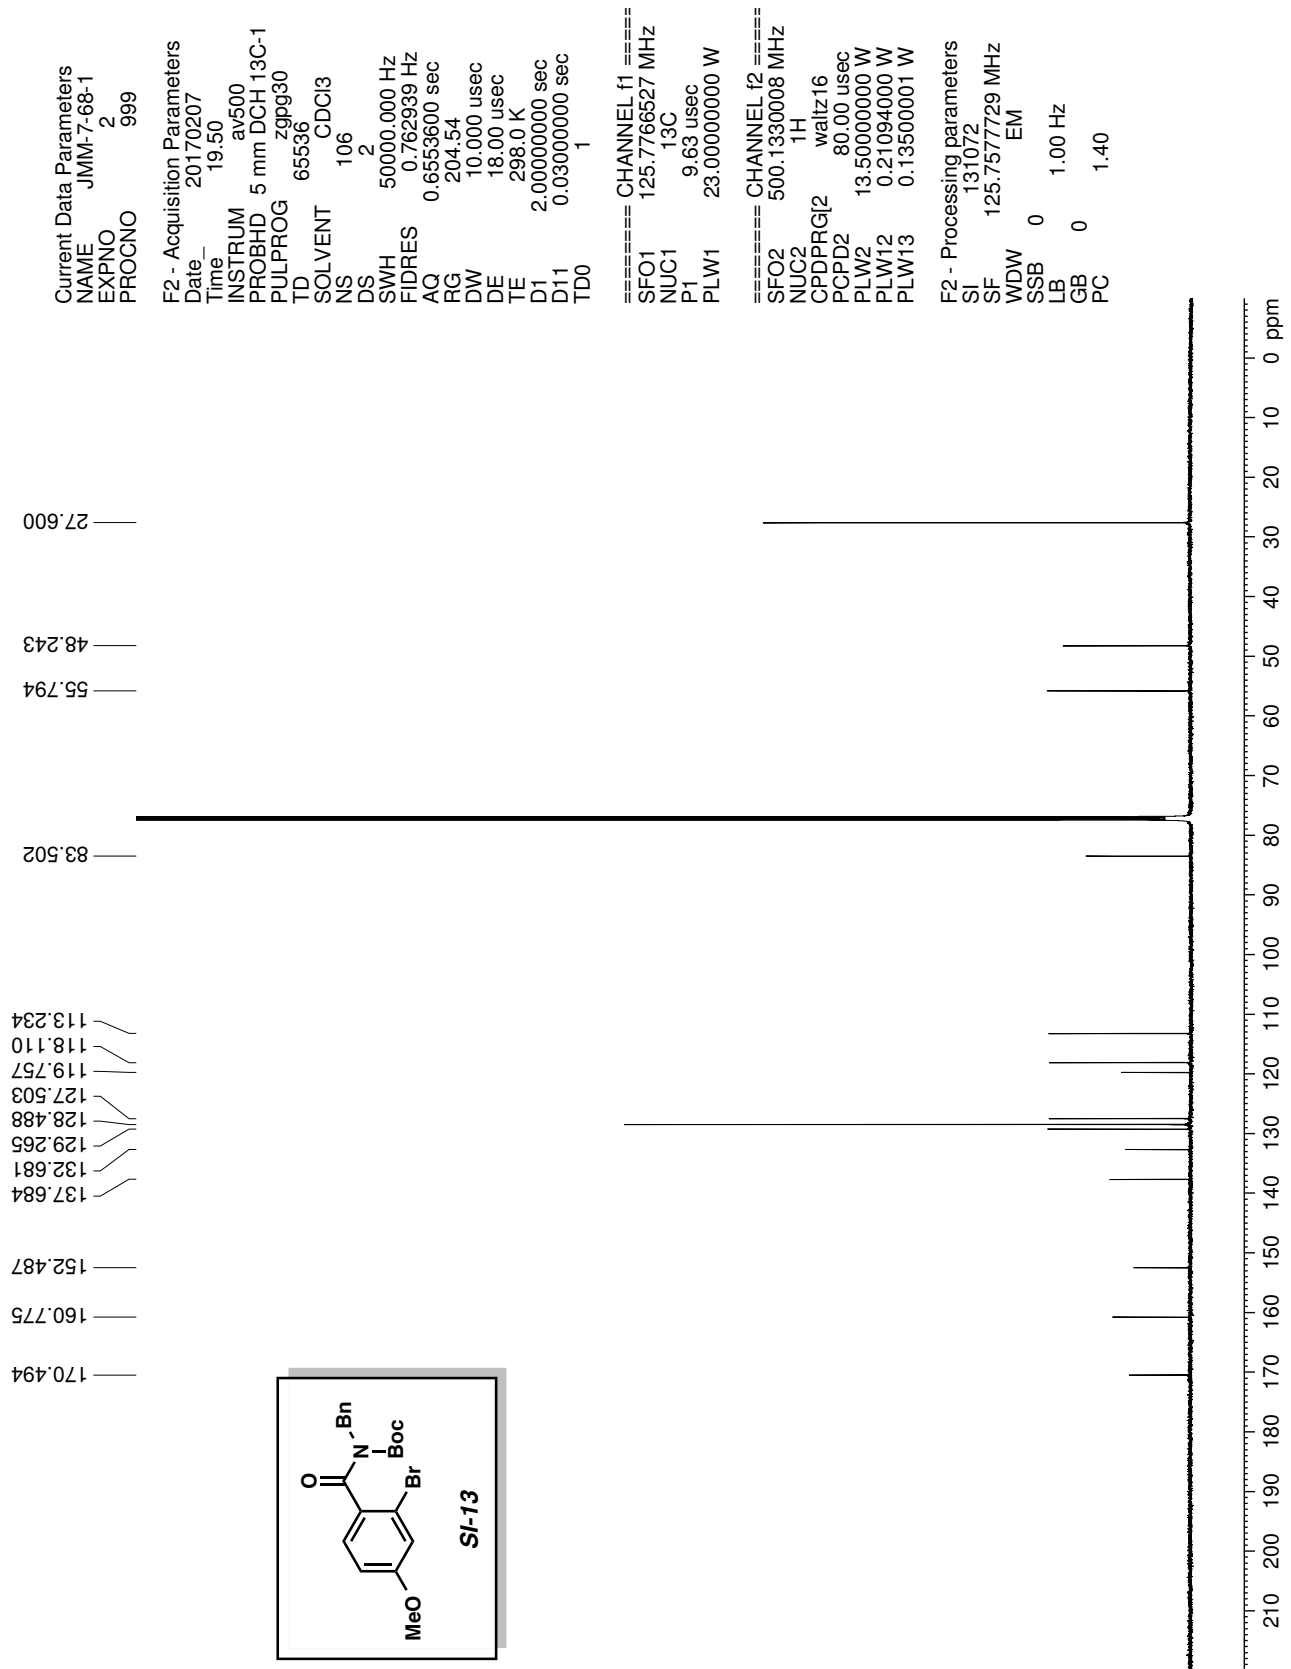 Current Data Parameters
NAME JMM-7-68-1
EXPNO 2
PROCNO 999
F2 - Acquisition Parameters
Date_ 20170207
Time 19.50
INSTRUM av500
PROBHD 5 mm DCH 13C-1
PULPROG zgpg30
TD 65536
SOLVENT CDCl3
NS 106
DS 2
SWH 50000.000 Hz
FIDRES 0.762939 Hz
AQ 0.6553600 sec
RG 204.54
DW 10.000 usec
DE 18.00 usec
TE 298.0 K
D1 2.00000000 sec
D11 0.03000000 sec
TD0 1
======== CHANNEL f1 ========
SFO1 125.7766527 MHz
NUC1 13C
P1 9.63 usec
PLW1 23.00000000 W
======== CHANNEL f2 ========
SFO2 500.1330008 MHz
NUC2 1H
CPDPRG[2 waltz16
PCPD2 80.00 usec
PLW2 13.50000000 W
PLW12 0.21094000 W
PLW13 0.13500001 W
F2 - Processing parameters
SI 131072
SF 125.7577729 MHz
WDW EM
SSB 0
LB 1.00 Hz
GB 0
PC 1.40
170.494
160.775
152.487
137.684
132.681
129.265
128.488
127.503
119.757
118.110
113.234
83.502
55.794
48.243
27.600
O
N
Bn
Boc
Br
MeO
SI-13
210 200 190 180 170 160 150 140 130 120 110 100 90 80 70 60 50 40 30 20 10 0 ppm